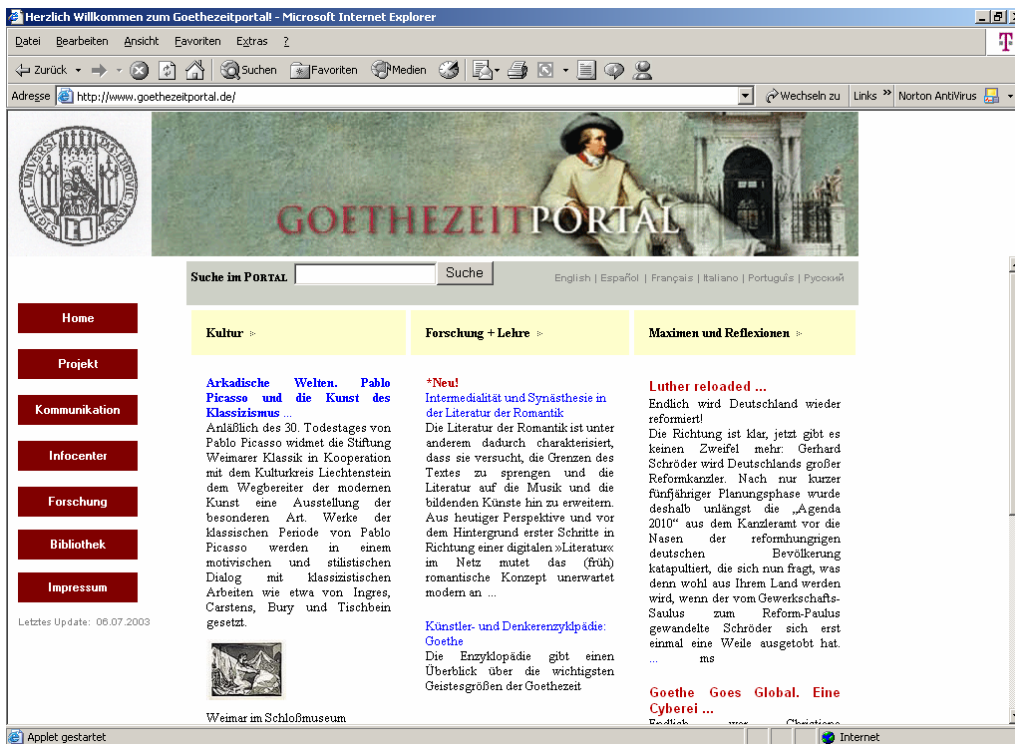 Herzlich Willkommen zum Goethezeitportal! - Microsoft Internet Explorer
Datei Bearbeiten Ansicht Favoriten Extras ?
Zurück Suchen Favoriten Medien
Adresse http://www.goethezeitportal.de/ Wechseln zu Links » Norton AntiVirus
GOETHEZEITPORTAL
Suche im PORTAL Suche English | Español | Français | Italiano | Portuguîs | Русский
Home
Projekt
Kommunikation
Infocenter
Forschung
Bibliothek
Impressum
Letztes Update: 06.07.2003
Kultur »
Arkadische Welten. Pablo
Picasso und die Kunst des
Klassizismus ...
Anläßlich des 30. Todestages von
Pablo Picasso widmet die Stiftung
Weimarer Klassik in Kooperation
mit dem Kulturkreis Liechtenstein
dem Wegbereiter der modernen
Kunst eine Ausstellung der
besonderen Art. Werke der
klassischen Periode von Pablo
Picasso werden in einem
motivischen und stilistischen
Dialog mit klassizistischen
Arbeiten wie etwa von Ingres,
Carstens, Bury und Tischbein
gesetzt.
Weimar im Schloßmuseum
Forschung + Lehre »
*Neu!
Intermedialität und Synästhesie in
der Literatur der Romantik
Die Literatur der Romantik ist unter
anderem dadurch charakterisiert,
dass sie versucht, die Grenzen des
Textes zu sprengen und die
Literatur auf die Musik und die
bildenden Künste hin zu erweitern.
Aus heutiger Perspektive und vor
dem Hintergrund erster Schritte in
Richtung einer digitalen »Literatur«
im Netz mutet das (früh)
romantische Konzept unerwartet
modern an ...
Künstler- und Denkerenzyklpädie:
Goethe
Die Enzyklopädie gibt einen
Überblick über die wichtigsten
Geistesgrößen der Goethezeit
Maximen und Reflexionen »
Luther reloaded ...
Endlich wird Deutschland wieder
reformiert!
Die Richtung ist klar, jetzt gibt es
keinen Zweifel mehr: Gerhard
Schröder wird Deutschlands großer
Reformkanzler. Nach nur kurzer
fünfjähriger Planungsphase wurde
deshalb unlängst die „Agenda
2010“ aus dem Kanzleramt vor die
Nasen der reformhungrigen
deutschen Bevölkerung
katapultiert, die sich nun fragt, was
denn wohl aus Ihrem Land werden
wird, wenn der vom Gewerkschafts-
Saulus zum Reform-Paulus
gewandelte Schröder sich erst
einmal eine Weile ausgetobt hat.
... ms
Goethe Goes Global. Eine
Cyberei ...
Endlich war Christiane
Applet gestartet Internet